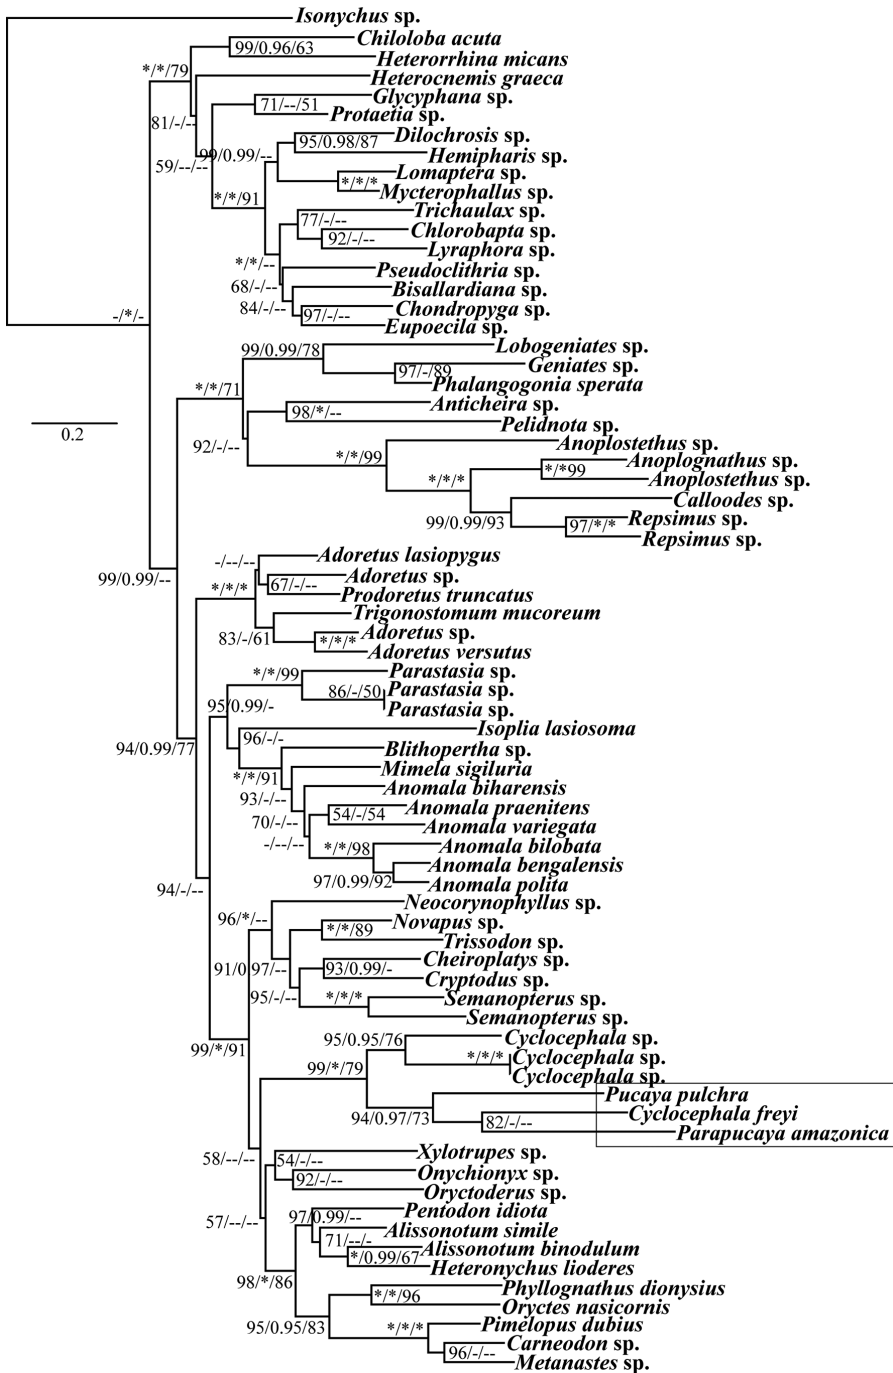 Isonychus sp.
Chiloloba acuta
99/0.96/63
Heterorrhina micans
*/*/79
Heterocnemis graeca
Glycyphana sp.
71/--/51
Protaetia sp.
81/-/--
Dilochrosis sp.
95/0.98/87
99/0.99/--
Hemipharis sp.
59/--/--
Lomaptera sp.
*/*/*
Mycterophallus sp.
*/*/91
Trichaulax sp.
77/-/--
Chlorobapta sp.
92/-/--
Lyraphora sp.
*/*/--
Pseudoclithria sp.
68/-/--
Bisallardiana sp.
84/-/--
Chondropyga sp.
97/-/--
-/*/-
Eupoecila sp.
Lobogeniates sp.
99/0.99/78
Geniates sp.
97/-/89
Phalangogonia sperata
*/*/71
Anticheira sp.
98/*/--
Pelidnota sp.
0.2
92/-/--
Anoplostethus sp.
*/*/99
Anoplognathus sp.
*/*99
Anoplostethus sp.
*/*/*
Calloodes sp.
99/0.99/93
Repsimus sp.
97/*/*
Repsimus sp.
Adoretus lasiopygus
-/--/--
Adoretus sp.
99/0.99/--
67/-/--
*/*/*
Prodoretus truncatus
Trigonostomum mucoreum
83/-/61
Adoretus sp.
*/*/*
Adoretus versutus
Parastasia sp.
*/*/99
86/-/50
Parastasia sp.
95/0.99/-
Parastasia sp.
Isoplia lasiosoma
96/-/-
94/0.99/77
Blithopertha sp.
*/*/91
Mimela sigiluria
93/-/--
Anomala biharensis
Anomala praenitens
70/-/--
54/-/54
Anomala variegata
-/--/--
*/*/98
Anomala bilobata
Anomala bengalensis
97/0.99/92
Anomala polita
94/-/--
Neocorynophyllus sp.
96/*/--
Novapus sp.
*/*/89
Trissodon sp.
Cheiroplatys sp.
91/0.97/--
93/0.99/-
Cryptodus sp.
95/-/--
*/*/*
Semanopterus sp.
Semanopterus sp.
95/0.95/76
Cyclocephala sp.
99/*/91
*/*/*
Cyclocephala sp.
99/*/79
Cyclocephala sp.
Pucaya pulchra
94/0.97/73
Cyclocephala freyi
82/-/--
Parapucaya amazonica
58/--/--
Xylotrupes sp.
54/-/--
Onychionyx sp.
92/-/--
Oryctoderus sp.
57/--/--
Pentodon idiota
97/0.99/--
Alissonotum simile
71/--/-
Alissonotum binodulum
*/0.99/67
Heteronychus lioderes
98/*/86
Phyllognathus dionysius
*/*/96
Oryctes nasicornis
95/0.95/83
*/*/*
Pimelopus dubius
Carneodon sp.
96/-/--
Metanastes sp.